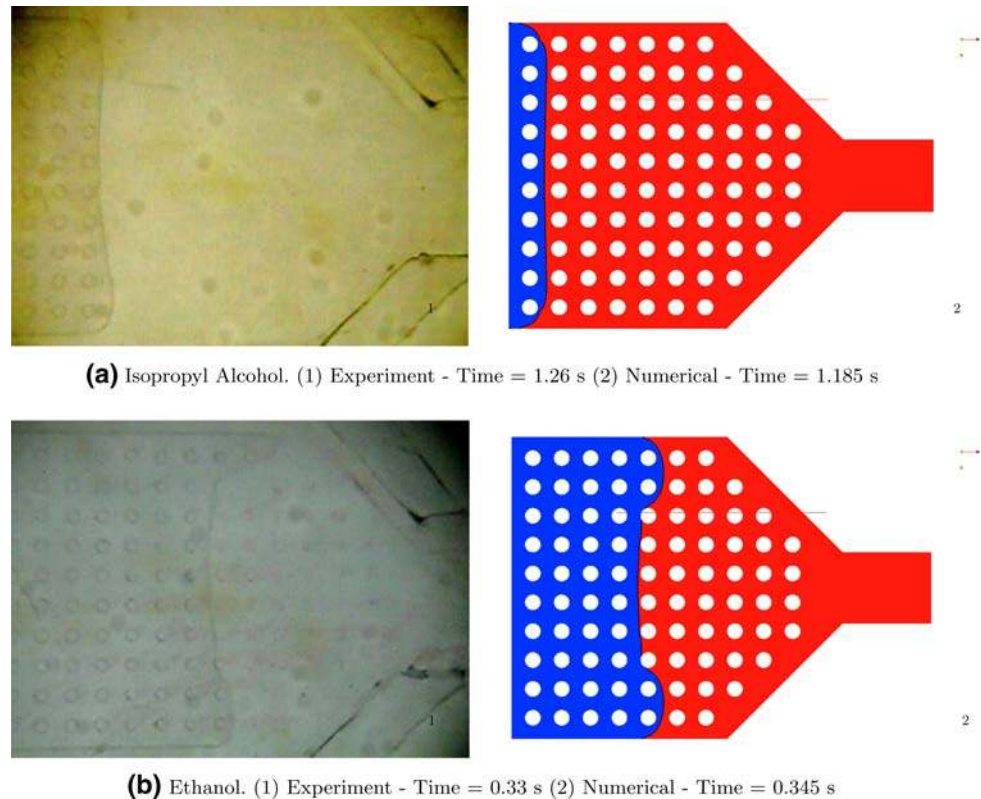 1
2
(a) Isopropyl Alcohol. (1) Experiment - Time = 1.26 s (2) Numerical - Time = 1.185 s
1
2
(b) Ethanol. (1) Experiment - Time = 0.33 s (2) Numerical - Time = 0.345 s